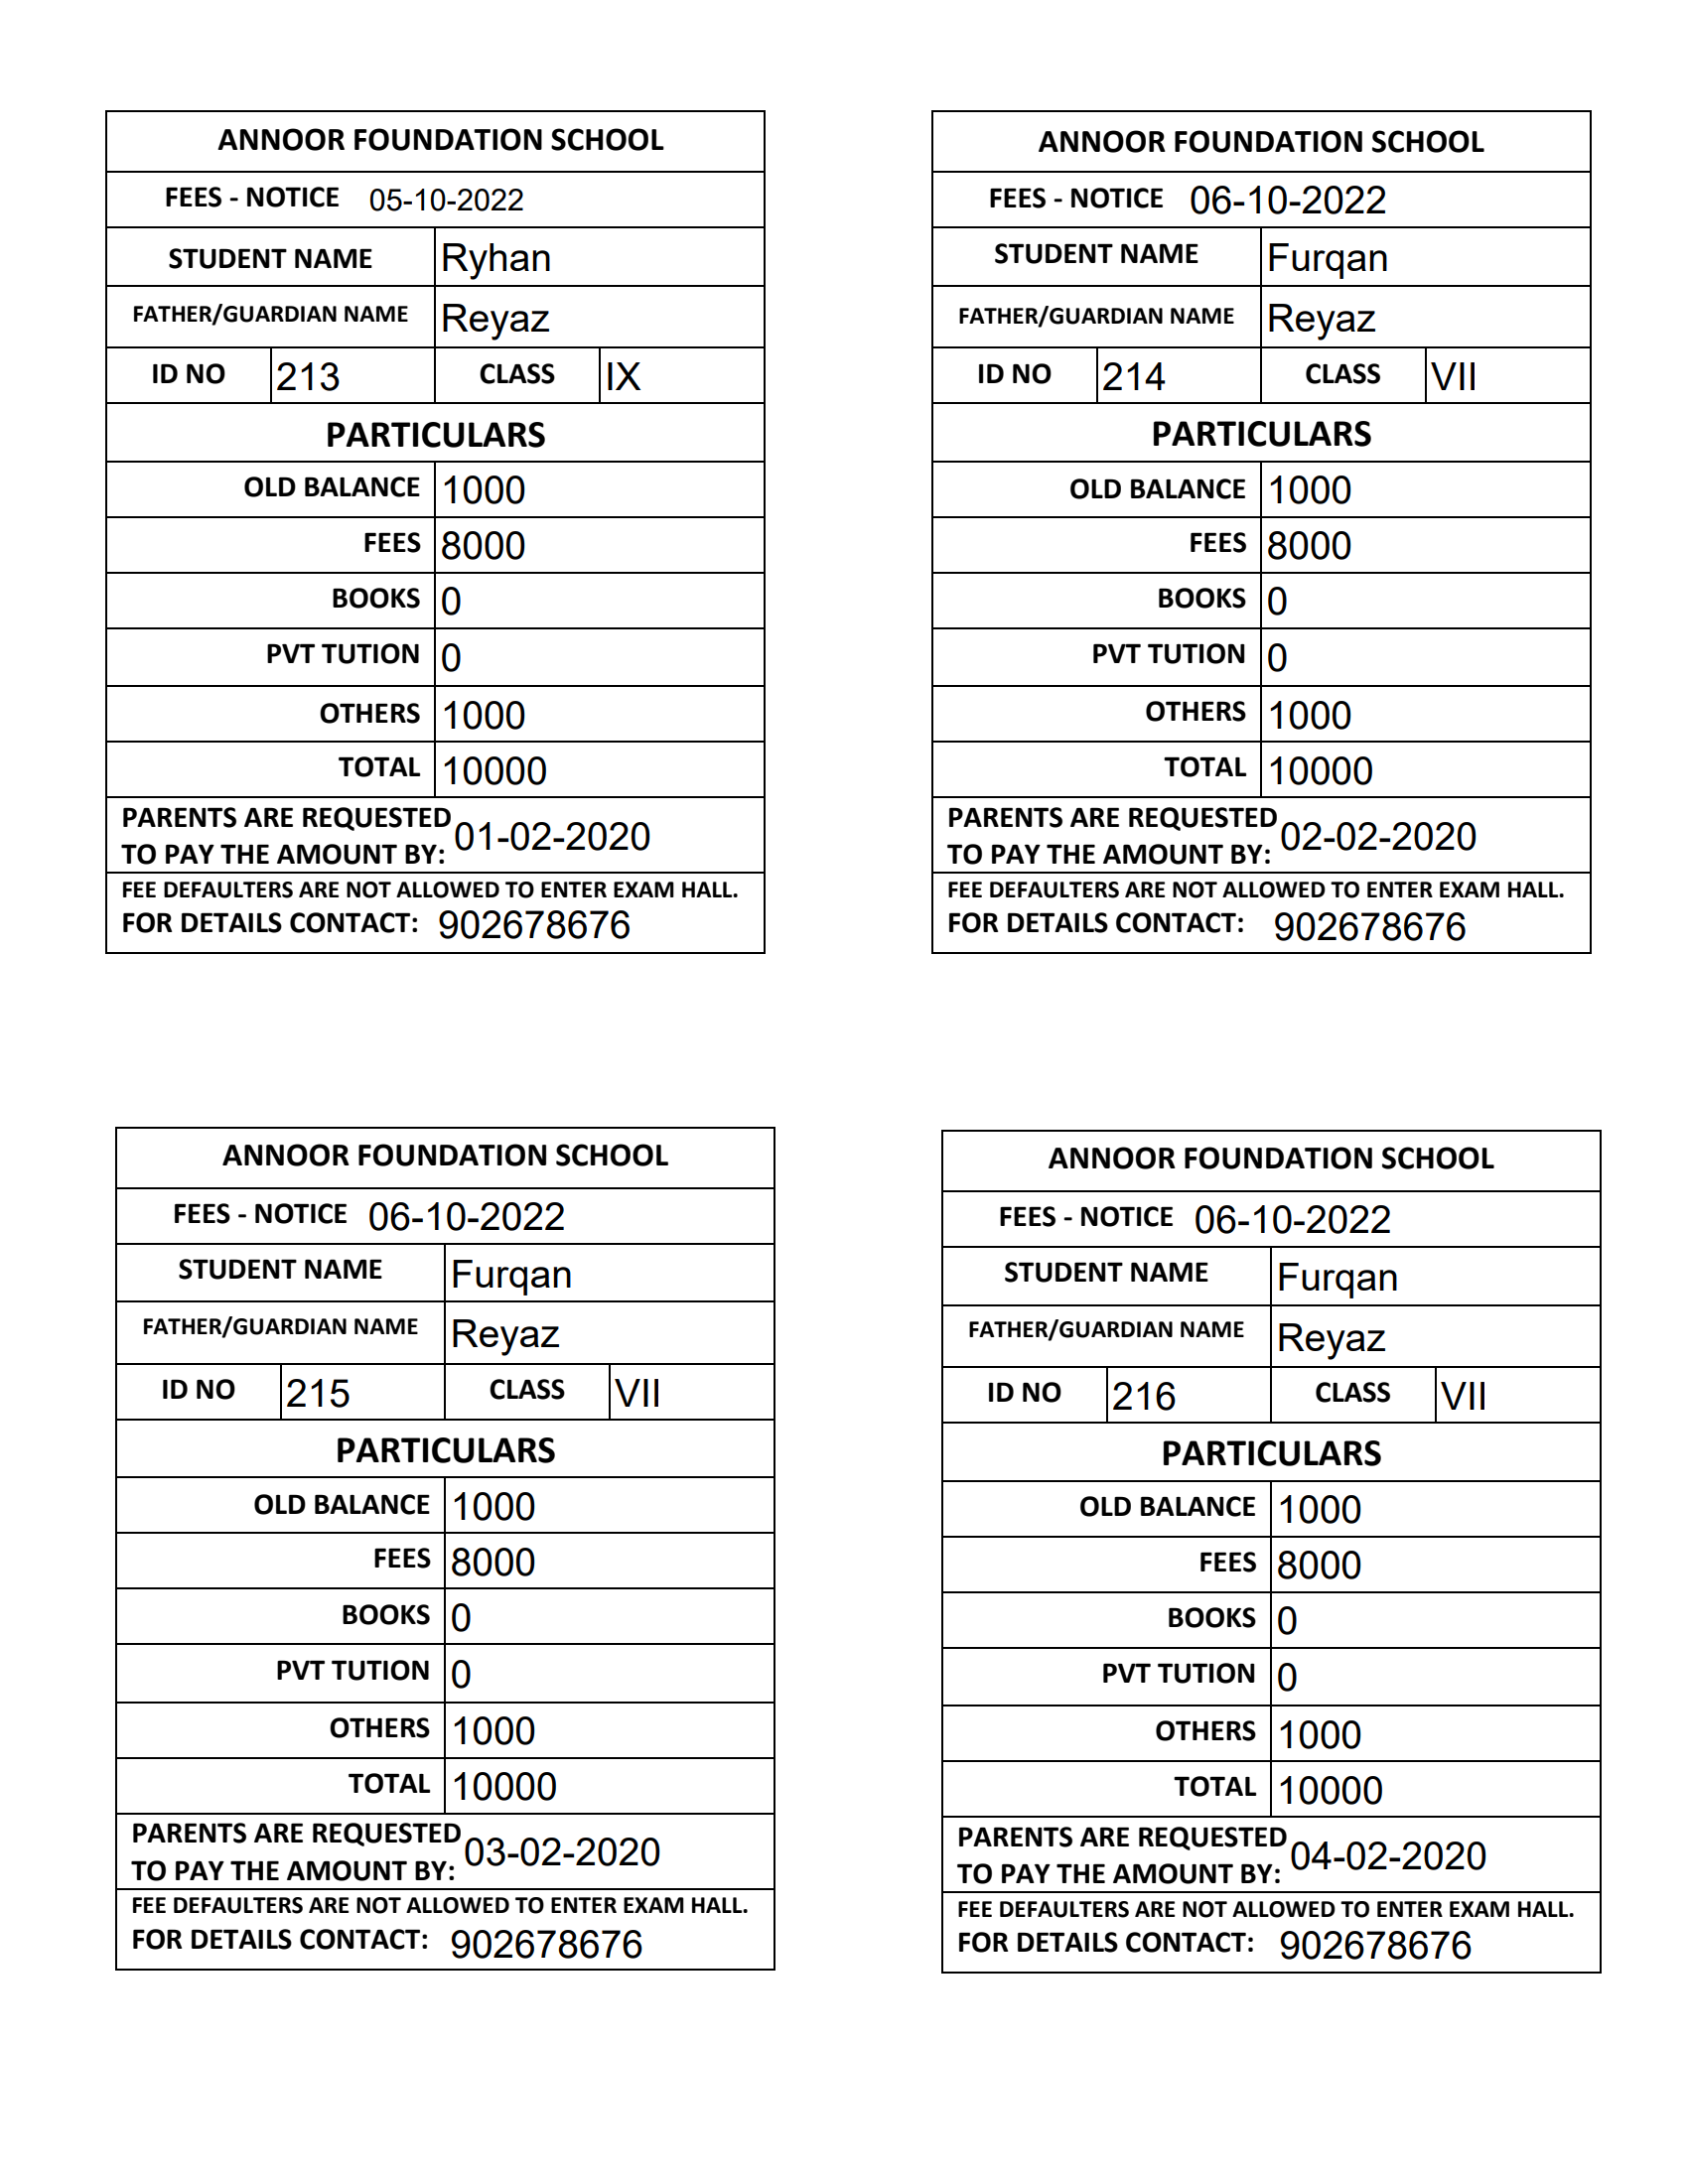 ANNOOR FOUNDATION SCHOOL
FEES - NOTICE 05-10-2022
STUDENT NAME Ryhan
FATHER/GUARDIAN NAME Reyaz
ID NO 213 CLASS IX
PARTICULARS
OLD BALANCE 1000
FEES 8000
BOOKS 0
PVT TUTION 0
OTHERS 1000
TOTAL 10000
PARENTS ARE REQUESTED
TO PAY THE AMOUNT BY: 01-02-2020
FEE DEFAULTERS ARE NOT ALLOWED TO ENTER EXAM HALL.
FOR DETAILS CONTACT: 902678676
ANNOOR FOUNDATION SCHOOL
FEES - NOTICE 06-10-2022
STUDENT NAME Furqan
FATHER/GUARDIAN NAME Reyaz
ID NO 214 CLASS VII
PARTICULARS
OLD BALANCE 1000
FEES 8000
BOOKS 0
PVT TUTION 0
OTHERS 1000
TOTAL 10000
PARENTS ARE REQUESTED
TO PAY THE AMOUNT BY: 02-02-2020
FEE DEFAULTERS ARE NOT ALLOWED TO ENTER EXAM HALL.
FOR DETAILS CONTACT: 902678676
ANNOOR FOUNDATION SCHOOL
FEES - NOTICE 06-10-2022
STUDENT NAME Furqan
FATHER/GUARDIAN NAME Reyaz
ID NO 215 CLASS VII
PARTICULARS
OLD BALANCE 1000
FEES 8000
BOOKS 0
PVT TUTION 0
OTHERS 1000
TOTAL 10000
PARENTS ARE REQUESTED
TO PAY THE AMOUNT BY: 03-02-2020
FEE DEFAULTERS ARE NOT ALLOWED TO ENTER EXAM HALL.
FOR DETAILS CONTACT: 902678676
ANNOOR FOUNDATION SCHOOL
FEES - NOTICE 06-10-2022
STUDENT NAME Furqan
FATHER/GUARDIAN NAME Reyaz
ID NO 216 CLASS VII
PARTICULARS
OLD BALANCE 1000
FEES 8000
BOOKS 0
PVT TUTION 0
OTHERS 1000
TOTAL 10000
PARENTS ARE REQUESTED
TO PAY THE AMOUNT BY: 04-02-2020
FEE DEFAULTERS ARE NOT ALLOWED TO ENTER EXAM HALL.
FOR DETAILS CONTACT: 902678676